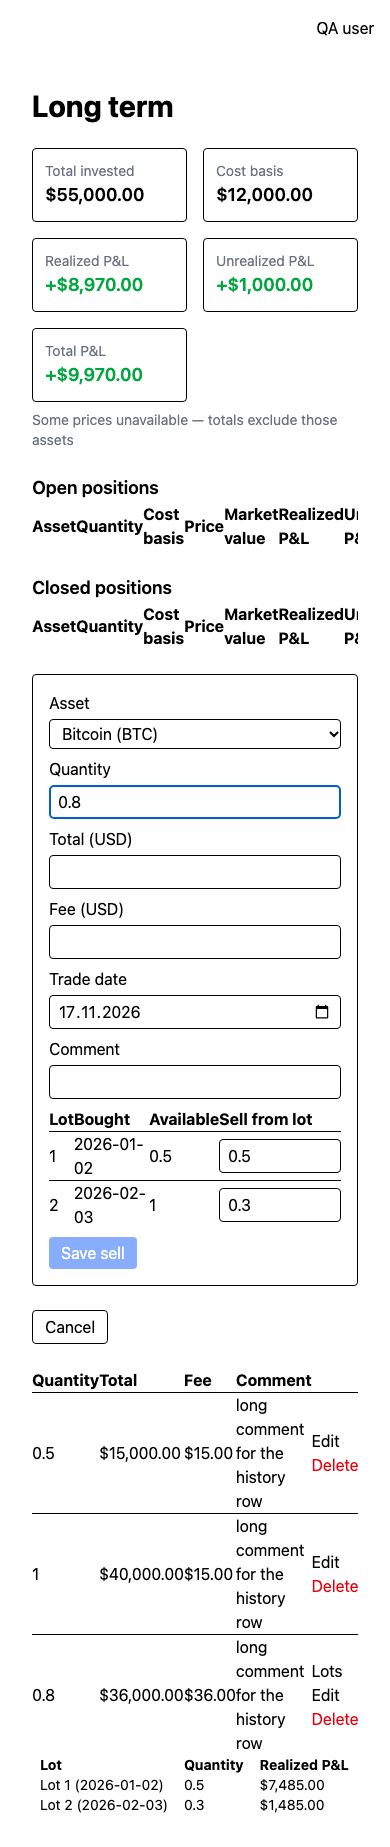 QA user
Long term
Total invested
$55,000.00
Cost basis
$12,000.00
Realized P&L
+$8,970.00
Unrealized P&L
+$1,000.00
Total P&L
+$9,970.00
Some prices unavailable — totals exclude those
assets
Open positions
Asset Quantity Cost basis Price Market value Realized P&L
Closed positions
Asset Quantity Cost basis Price Market value Realized P&L
Asset
Bitcoin (BTC)
Quantity
0.8
Total (USD)
Fee (USD)
Trade date
17.11.2026
Comment
Lot Bought Available Sell from lot
1 2026-01-02 0.5 0.5
2 2026-02-03 1 0.3
Save sell
Cancel
Quantity Total Fee Comment
0.5 $15,000.00 $15.00 long comment for the history row Edit Delete
1 $40,000.00 $15.00 long comment for the history row Edit Delete
0.8 $36,000.00 $36.00 long comment for the history row Lots Edit Delete
Lot Quantity Realized P&L
Lot 1 (2026-01-02) 0.5 $7,485.00
Lot 2 (2026-02-03) 0.3 $1,485.00